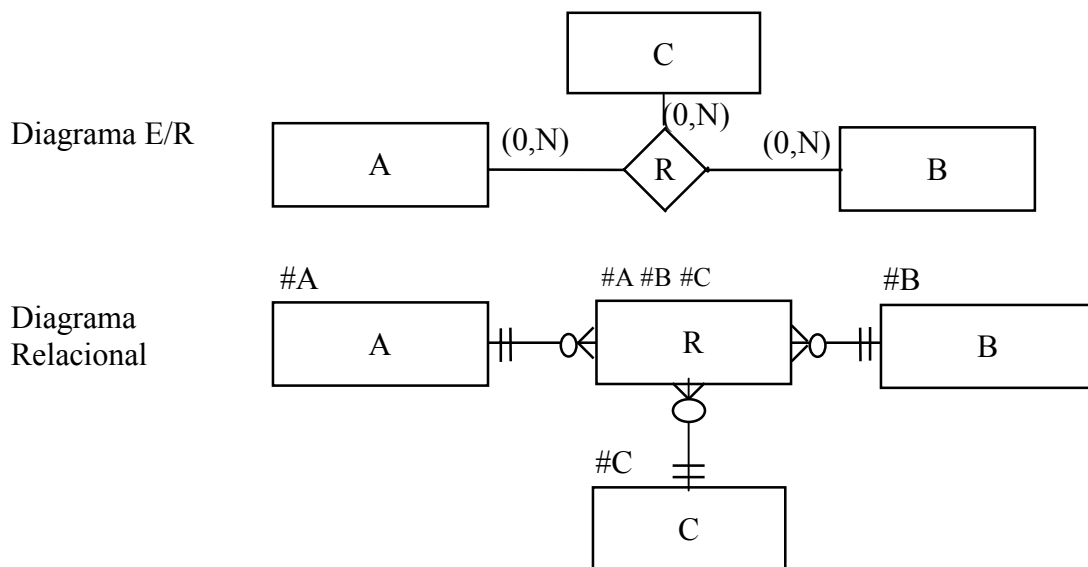 C
Diagrama E/R
(0,N)
(0,N)
(0,N)
A
R
B
#A
#A #B #C
#B
Diagrama
Relacional
A
R
B
#C
C